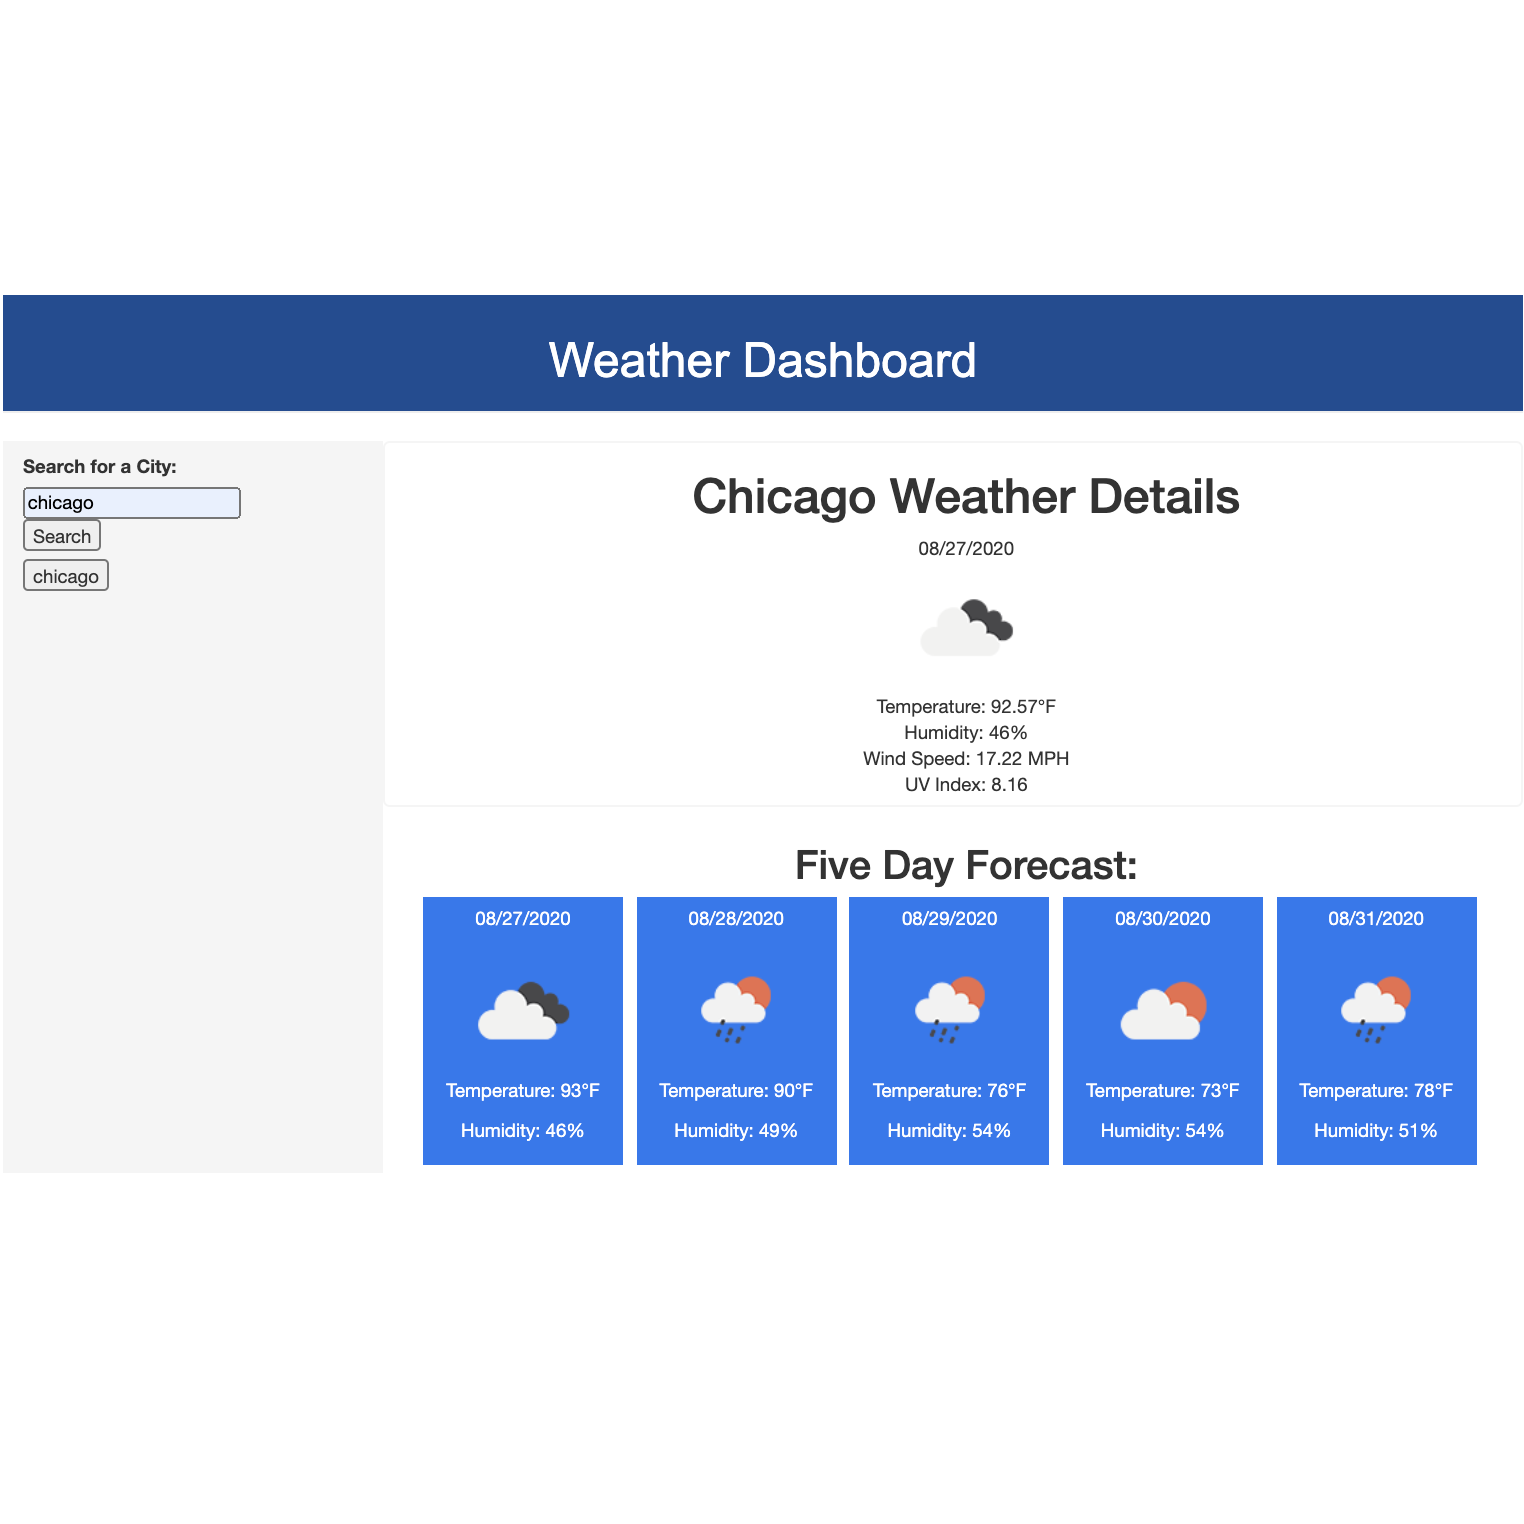 Weather Dashboard
Search for a City:
chicago
Search
chicago
Chicago Weather Details
08/27/2020
Temperature: 92.57°F
Humidity: 46%
Wind Speed: 17.22 MPH
UV Index: 8.16
Five Day Forecast:
08/27/2020
Temperature: 93°F
Humidity: 46%
08/28/2020
Temperature: 90°F
Humidity: 49%
08/29/2020
Temperature: 76°F
Humidity: 54%
08/30/2020
Temperature: 73°F
Humidity: 54%
08/31/2020
Temperature: 78°F
Humidity: 51%